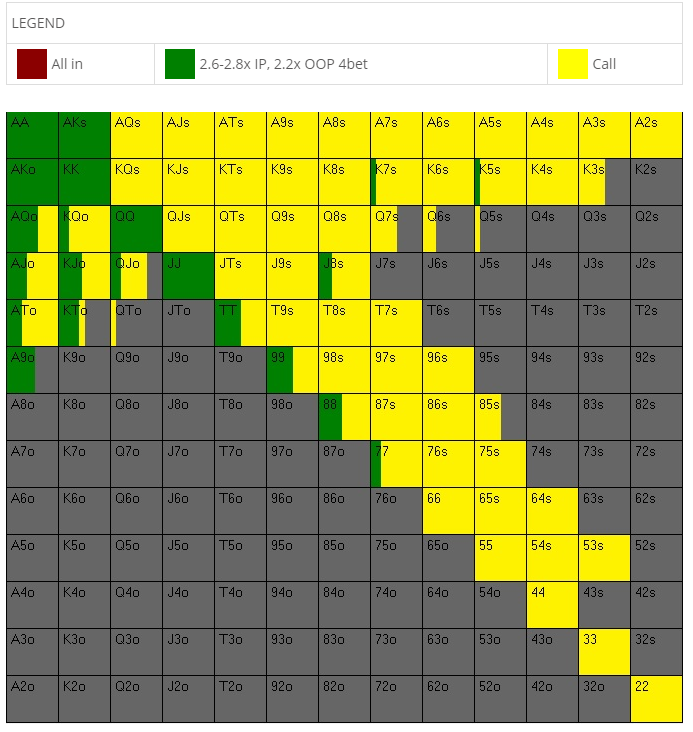 LEGEND
All in 2.6-2.8x IP, 2.2x OOP 4bet Call
AA AKs AQs AJs ATs A9s A8s A7s A6s A5s A4s A3s A2s
AKo KK KQs KJs KTs K9s K8s K7s K6s K5s K4s K3s K2s
AQo KQo QQ QJs QTs Q9s Q8s Q7s Q6s Q5s Q4s Q3s Q2s
AJo KJo QJo JJ JTs J9s J8s J7s J6s J5s J4s J3s J2s
ATo KTo QTo JTo TT T9s T8s T7s T6s T5s T4s T3s T2s
A9o K9o Q9o J9o T9o 99 98s 97s 96s 95s 94s 93s 92s
A8o K8o Q8o J8o T8o 98o 88 87s 86s 85s 84s 83s 82s
A7o K7o Q7o J7o T7o 97o 87o 77 76s 75s 74s 73s 72s
A6o K6o Q6o J6o T6o 96o 86o 76o 66 65s 64s 63s 62s
A5o K5o Q5o J5o T5o 95o 85o 75o 65o 55 54s 53s 52s
A4o K4o Q4o J4o T4o 94o 84o 74o 64o 54o 44 43s 42s
A3o K3o Q3o J3o T3o 93o 83o 73o 63o 53o 43o 33 32s
A2o K2o Q2o J2o T2o 92o 82o 72o 62o 52o 42o 32o 22